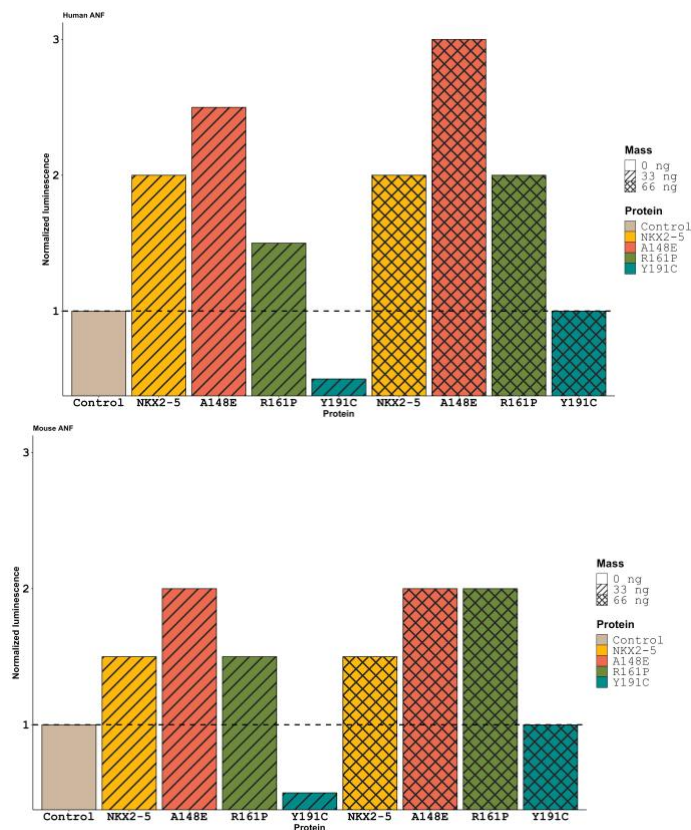 Human ANF
3
2
1
Normalized luminescence
Control NKX2-5 A148E R161P Y191C NKX2-5 A148E R161P Y191C
Protein
Mass
0 ng
33 ng
66 ng
Protein
Control
NKX2-5
A148E
R161P
Y191C
Mouse ANF
3
2
1
Normalized luminescence
Control NKX2-5 A148E R161P Y191C NKX2-5 A148E R161P Y191C
Protein
Mass
0 ng
33 ng
66 ng
Protein
Control
NKX2-5
A148E
R161P
Y191C